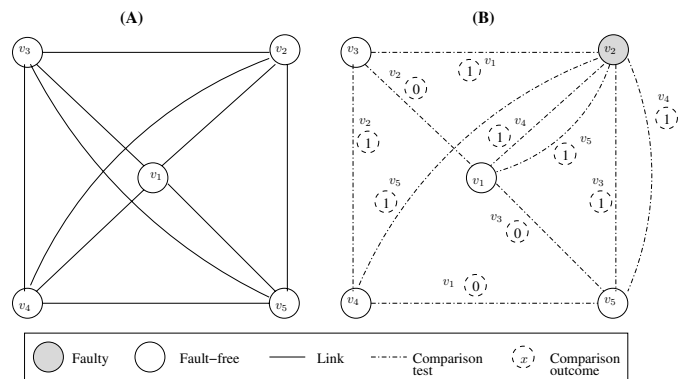 (A)
(B)
v3
v2
v1
v4
v5
v3
v1
v2
v2
0
1
v4
v2
1
v4
1
v5
1
1
v5
1
v1
v3
1
v3
0
v1
0
v4
v5
Faulty
Fault−free
Link
Comparison
test
x
Comparison
outcome